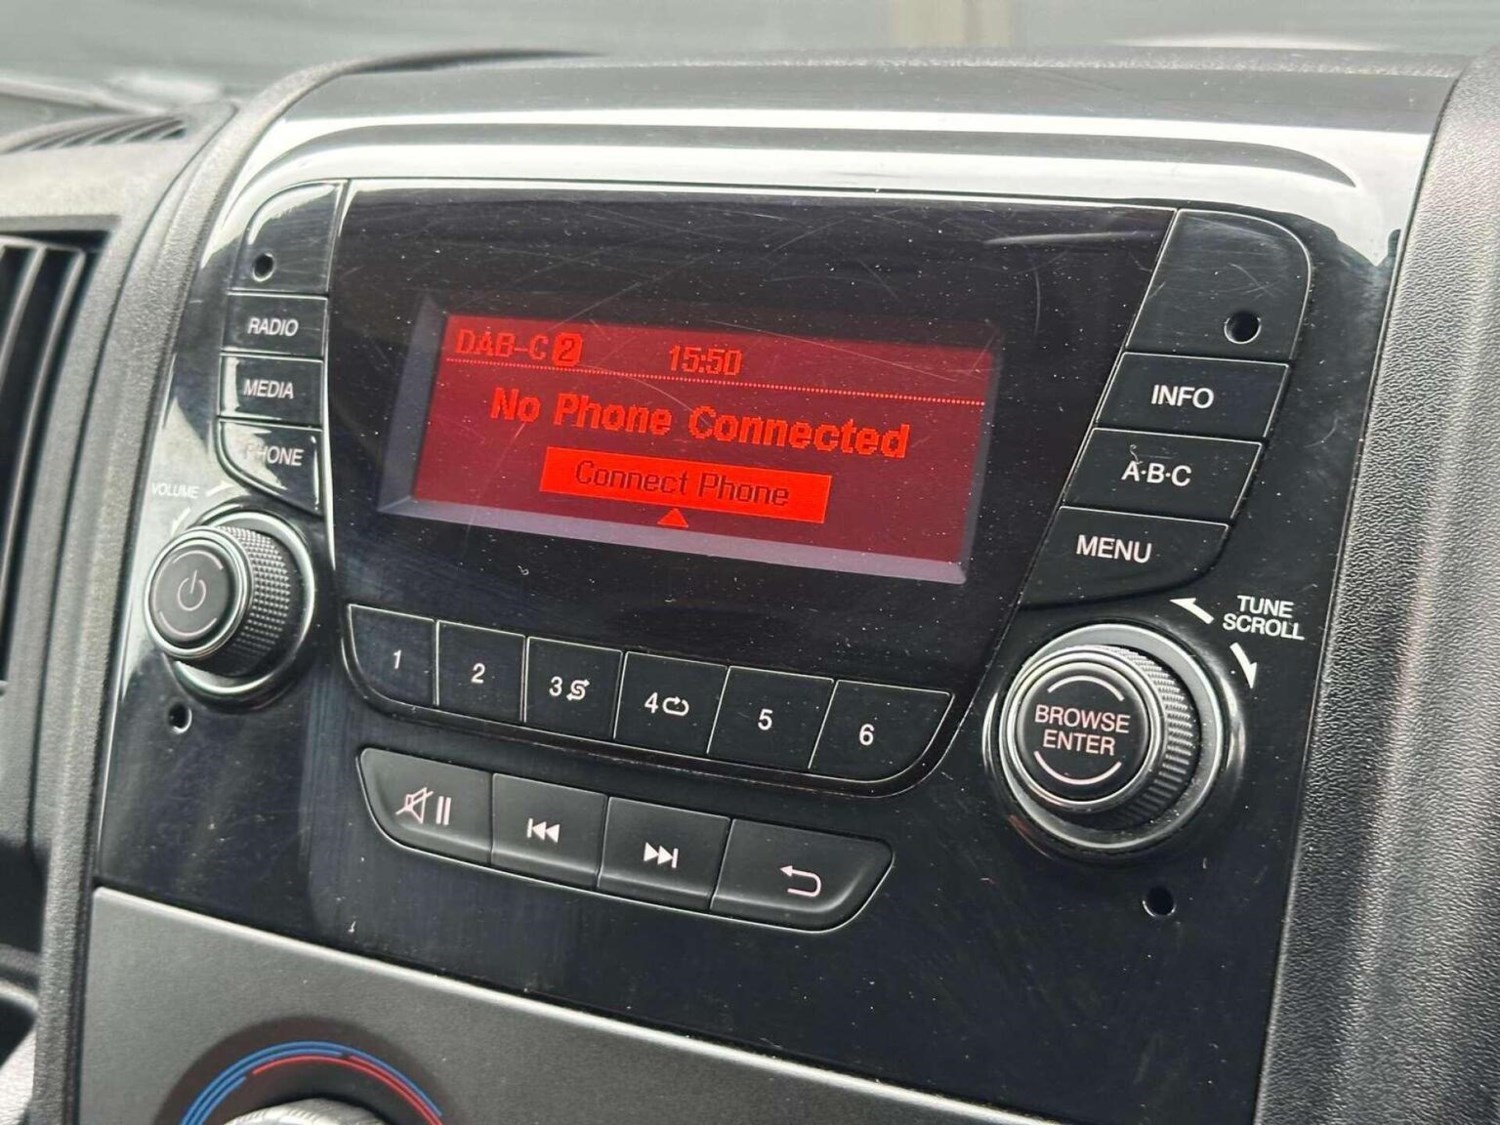 RADIO
MEDIA
PHONE
VOLUME
DAB-C 2 15:50
No Phone Connected
Connect Phone
INFO
A·B·C
MENU
TUNE
SCROLL
BROWSE
ENTER
1 2 3 4 5 6